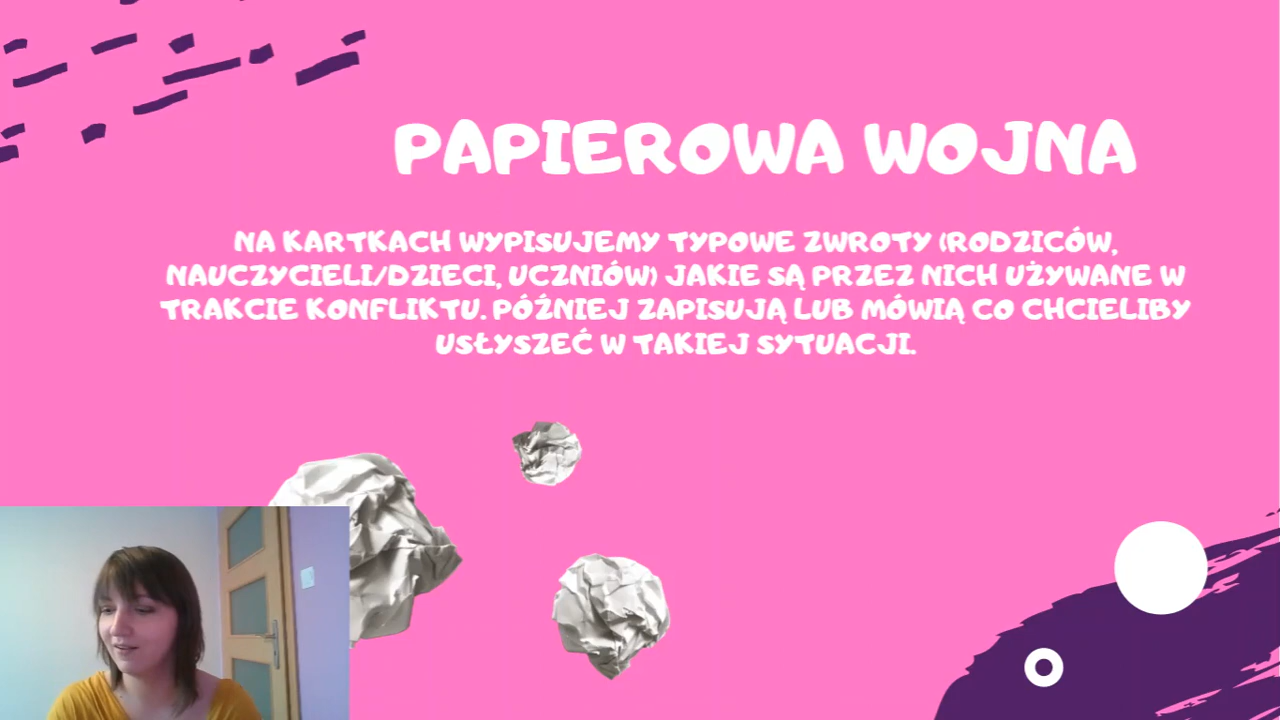 PAPIEROWA WOJNA
NA KARTKACH WYPISUJEMY TYPOWE ZWROTY (RODZICÓW,
NAUCZYCIELI/DZIECI, UCZNIÓW) JAKIE SĄ PRZEZ NICH UŻYWANE W
TRAKCIE KONFLIKTU. PÓŹNIEJ ZAPISUJĄ LUB MÓWIĄ CO CHCIELIBY
USŁYSZEĆ W TAKIEJ SYTUACJI.